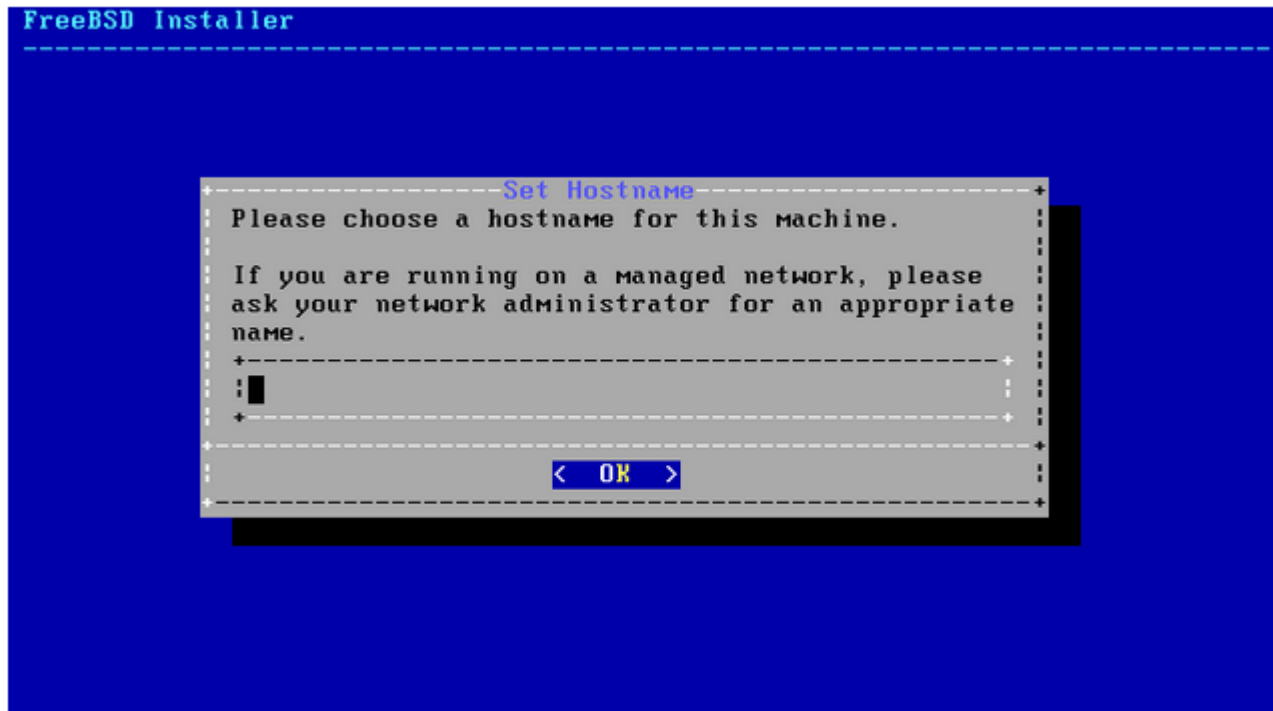 FreeBSD Installer
Set Hostname
Please choose a hostname for this machine.
If you are running on a managed network, please
ask your network administrator for an appropriate
name.
< OK >